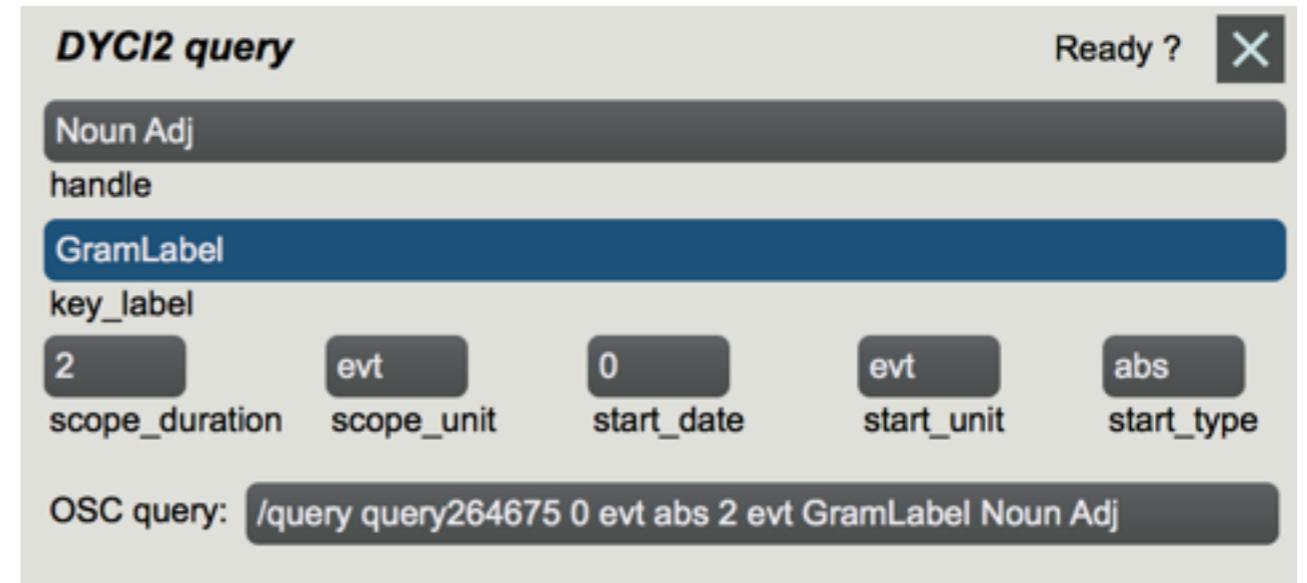 DYCI2 query Ready ?
Noun Adj
handle
GramLabel
key_label
2 evt 0 evt abs
scope_duration scope_unit start_date start_unit start_type
OSC query: /query query264675 0 evt abs 2 evt GramLabel Noun Adj